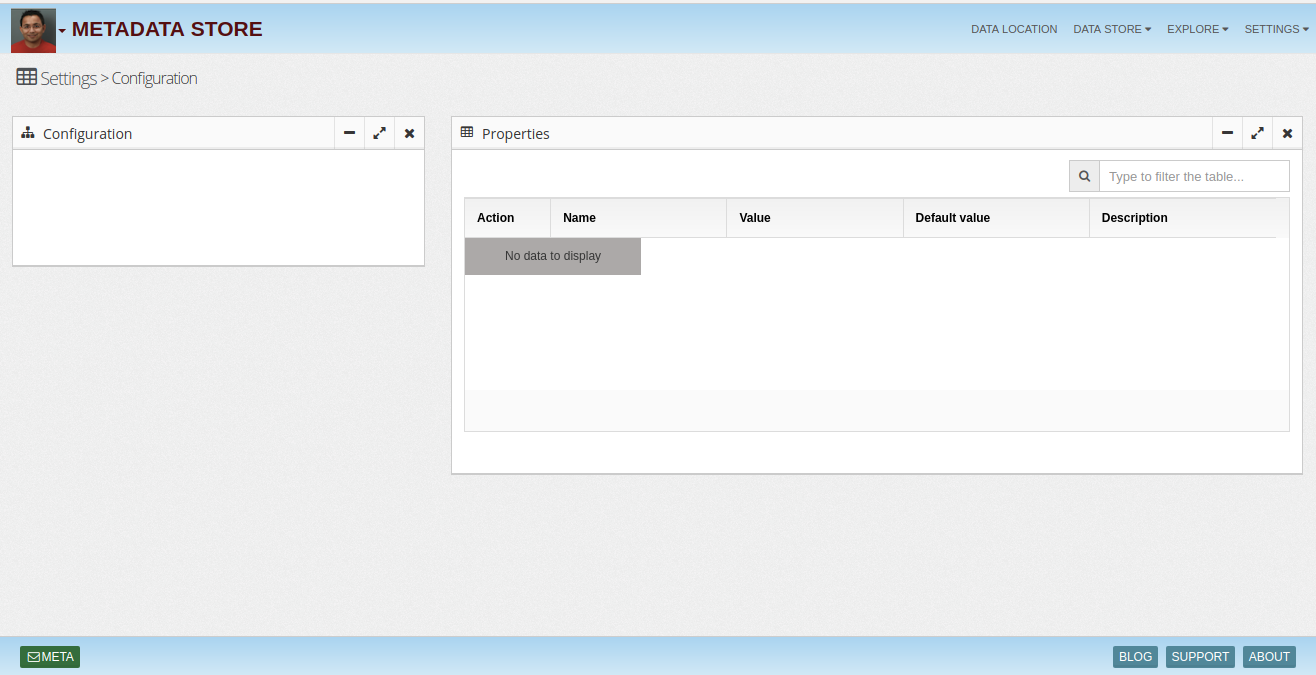 METADATA STORE
DATA LOCATION DATA STORE EXPLORE SETTINGS
Settings > Configuration
Configuration
Properties
Type to filter the table...
Action Name Value Default value Description
No data to display
META
BLOG SUPPORT ABOUT